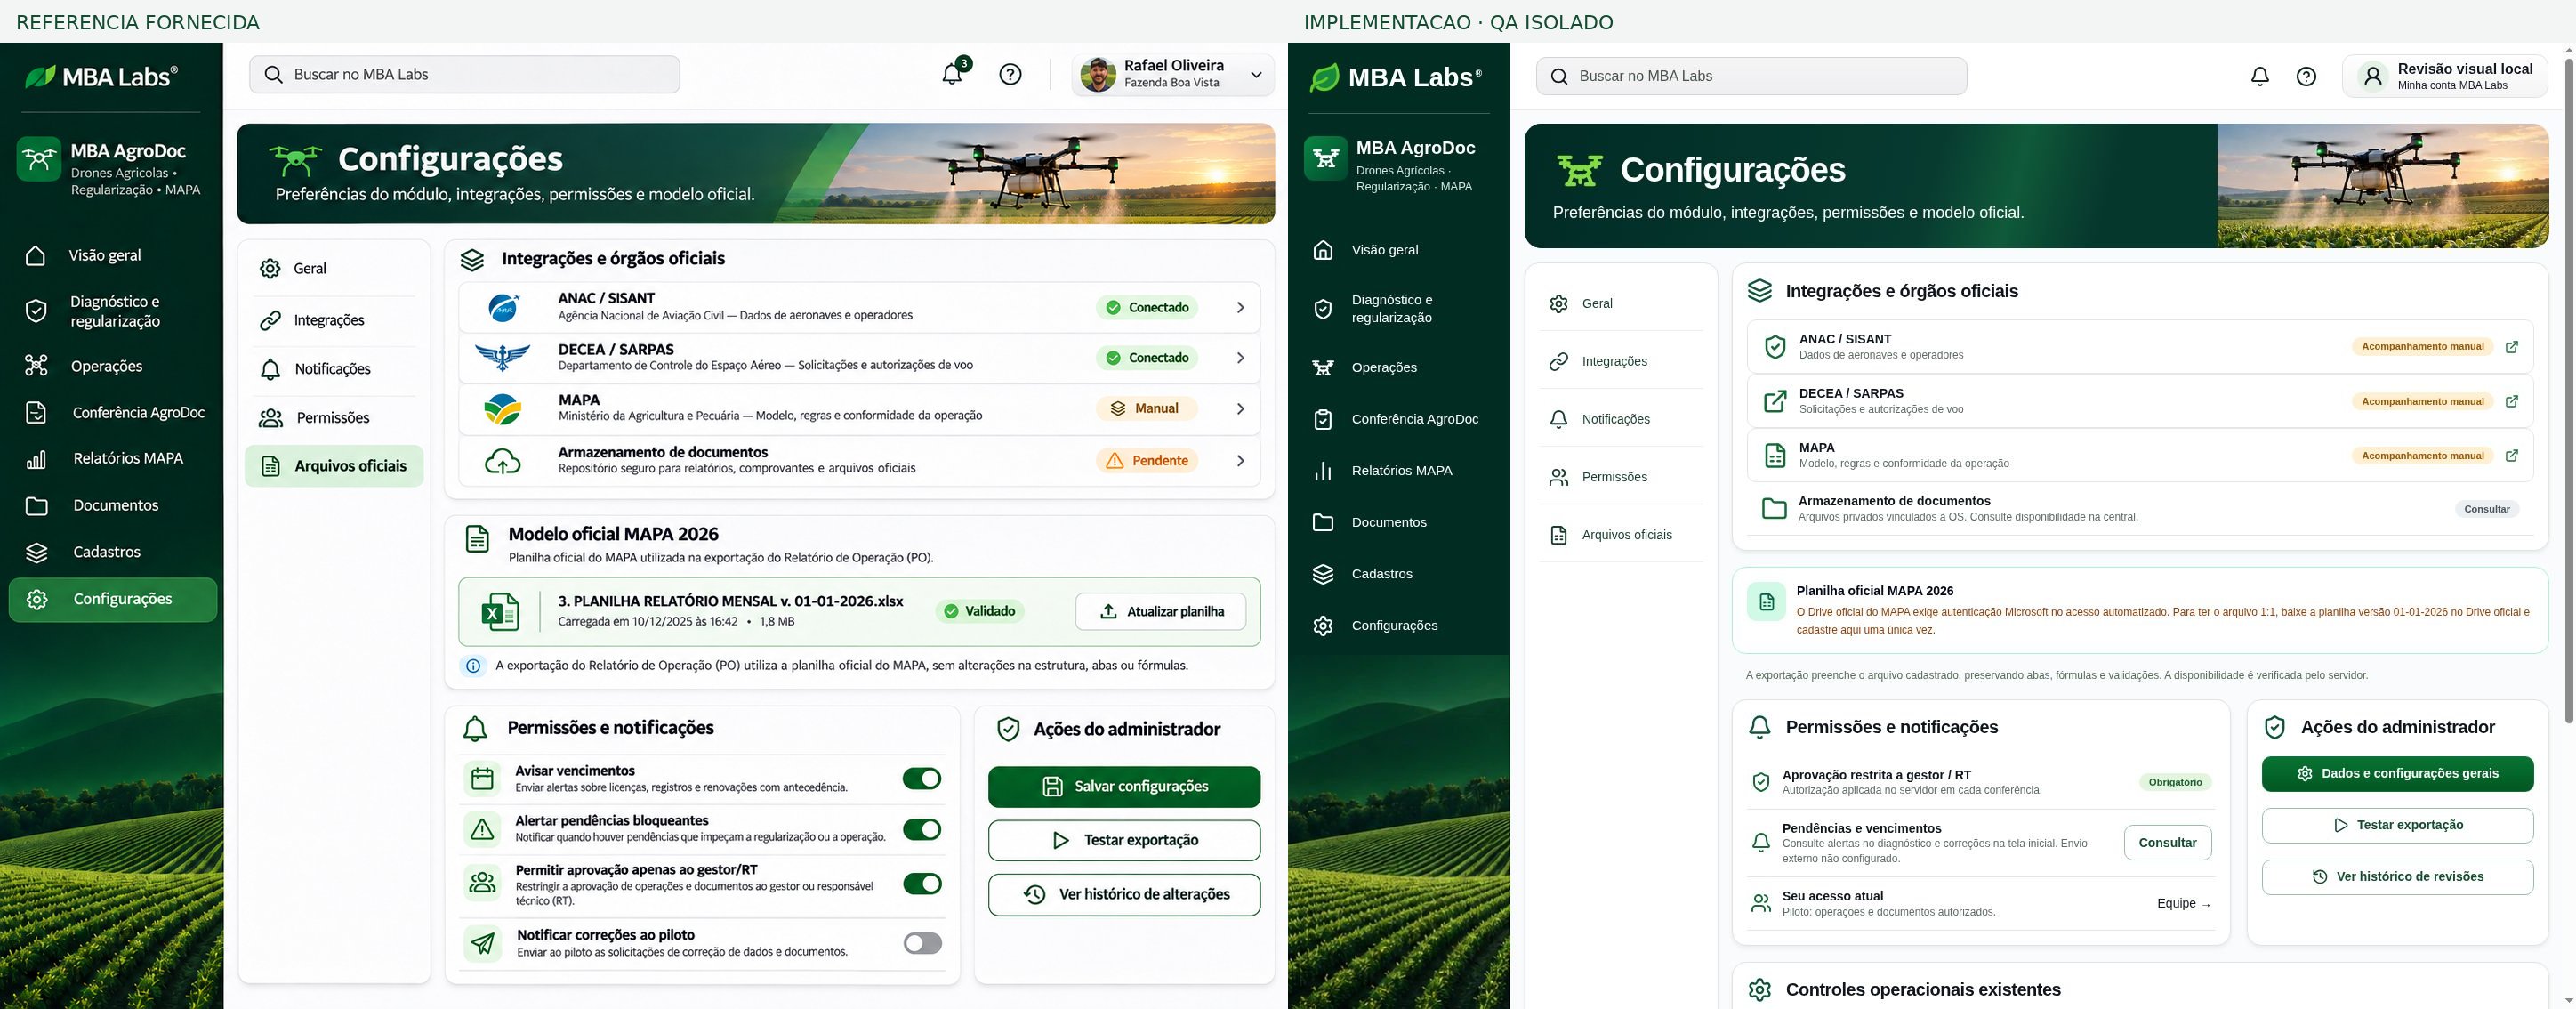 REFERENCIA FORNECIDA
MBA Labs®
Buscar no MBA Labs
3
Rafael Oliveira
Fazenda Boa Vista
MBA AgroDoc
Drones Agrícolas •
Regularização • MAPA
Visão geral
Diagnóstico e
regularização
Operações
Conferência AgroDoc
Relatórios MAPA
Documentos
Cadastros
Configurações
Configurações
Preferências do módulo, integrações, permissões e modelo oficial.
Geral
Integrações
Notificações
Permissões
Arquivos oficiais
Integrações e órgãos oficiais
ANAC / SISANT
Agência Nacional de Aviação Civil — Dados de aeronaves e operadores
Conectado
DECEA / SARPAS
Departamento de Controle do Espaço Aéreo — Solicitações e autorizações de voo
Conectado
MAPA
Ministério da Agricultura e Pecuária — Modelo, regras e conformidade da operação
Manual
Armazenamento de documentos
Repositório seguro para relatórios, comprovantes e arquivos oficiais
Pendente
Modelo oficial MAPA 2026
Planilha oficial do MAPA utilizada na exportação do Relatório de Operação (PO).
3. PLANILHA RELATÓRIO MENSAL v. 01-01-2026.xlsx
Carregada em 10/12/2025 às 16:42 • 1,8 MB
Validado
Atualizar planilha
A exportação do Relatório de Operação (PO) utiliza a planilha oficial do MAPA, sem alterações na estrutura, abas ou fórmulas.
Permissões e notificações
Avisar vencimentos
Enviar alertas sobre licenças, registros e renovações com antecedência.
Alertar pendências bloqueantes
Notificar quando houver pendências que impeçam a regularização ou a operação.
Permitir aprovação apenas ao gestor/RT
Restringir a aprovação de operações e documentos ao gestor ou responsável
técnico (RT).
Notificar correções ao piloto
Enviar ao piloto as solicitações de correção de dados e documentos.
Ações do administrador
Salvar configurações
Testar exportação
Ver histórico de alterações
IMPLEMENTACAO · QA ISOLADO
MBA Labs®
Buscar no MBA Labs
Revisão visual local
Minha conta MBA Labs
MBA AgroDoc
Drones Agrícolas ·
Regularização · MAPA
Visão geral
Diagnóstico e
regularização
Operações
Conferência AgroDoc
Relatórios MAPA
Documentos
Cadastros
Configurações
Configurações
Preferências do módulo, integrações, permissões e modelo oficial.
Geral
Integrações
Notificações
Permissões
Arquivos oficiais
Integrações e órgãos oficiais
ANAC / SISANT
Dados de aeronaves e operadores
Acompanhamento manual
DECEA / SARPAS
Solicitações e autorizações de voo
Acompanhamento manual
MAPA
Modelo, regras e conformidade da operação
Acompanhamento manual
Armazenamento de documentos
Arquivos privados vinculados à OS. Consulte disponibilidade na central.
Consultar
Planilha oficial MAPA 2026
O Drive oficial do MAPA exige autenticação Microsoft no acesso automatizado. Para ter o arquivo 1:1, baixe a planilha versão 01-01-2026 no Drive oficial e
cadastre aqui uma única vez.
A exportação preenche o arquivo cadastrado, preservando abas, fórmulas e validações. A disponibilidade é verificada pelo servidor.
Permissões e notificações
Aprovação restrita a gestor / RT
Autorização aplicada no servidor em cada conferência.
Obrigatório
Pendências e vencimentos
Consulte alertas no diagnóstico e correções na tela inicial. Envio
externo não configurado.
Consultar
Seu acesso atual
Piloto: operações e documentos autorizados.
Equipe →
Ações do administrador
Dados e configurações gerais
Testar exportação
Ver histórico de revisões
Controles operacionais existentes